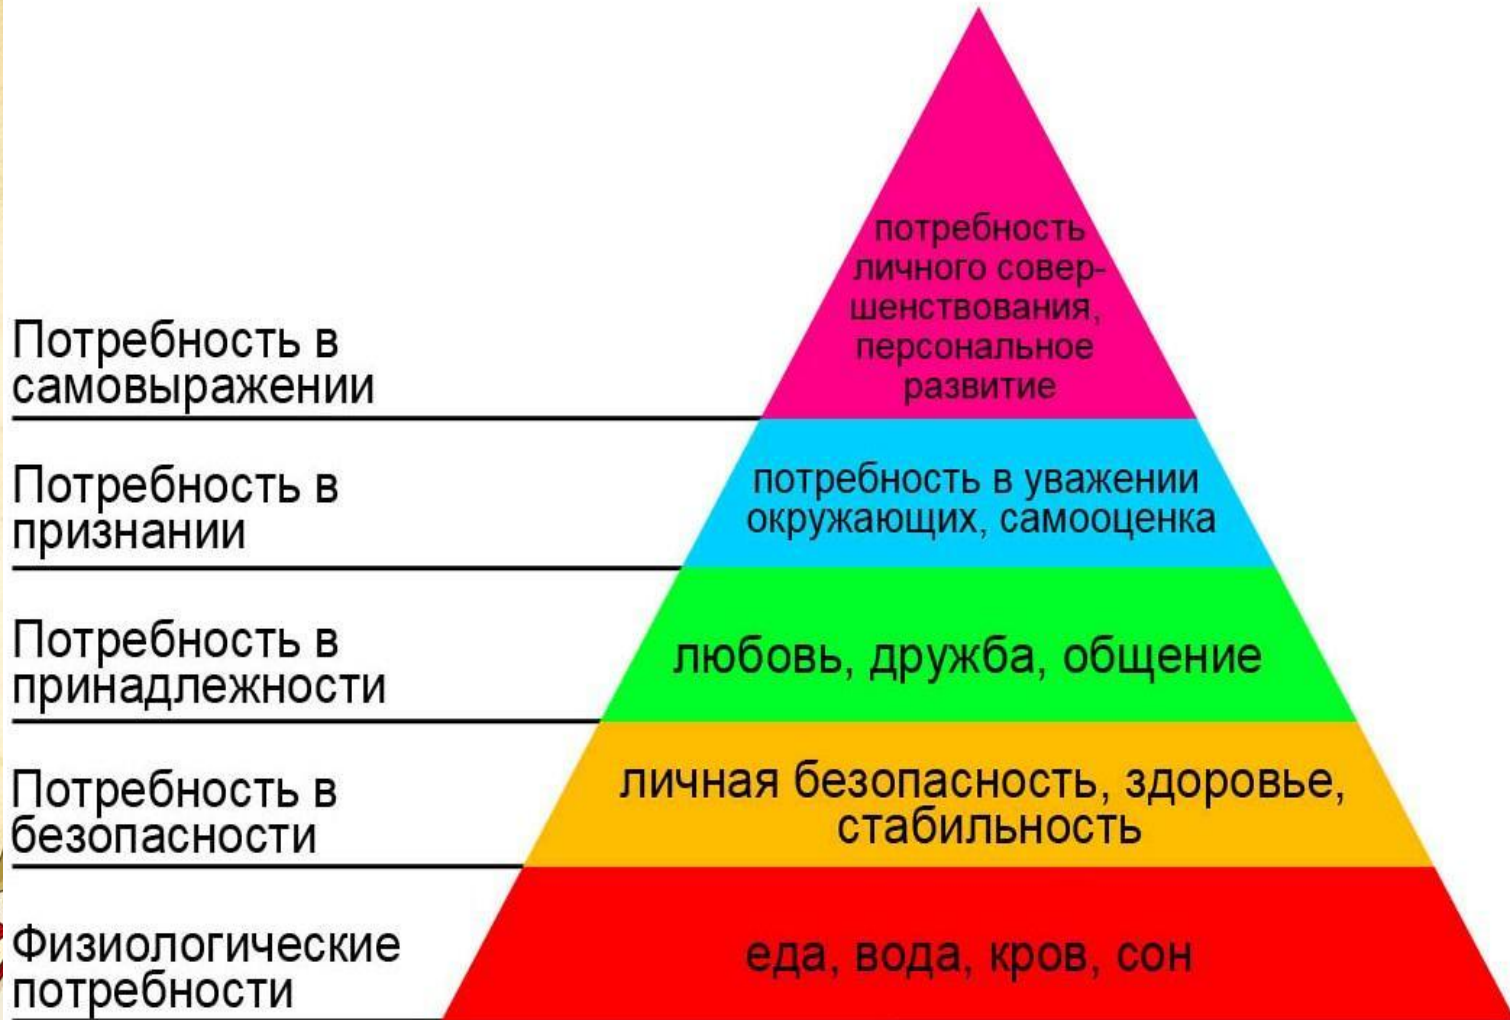 потребность
личного совер-
шенствования,
персональное
развитие
Потребность в
самовыражении
потребность в уважении
окружающих, самооценка
Потребность в
признании
любовь, дружба, общение
Потребность в
принадлежности
личная безопасность, здоровье,
стабильность
Потребность в
безопасности
еда, вода, кров, сон
Физиологические
потребности